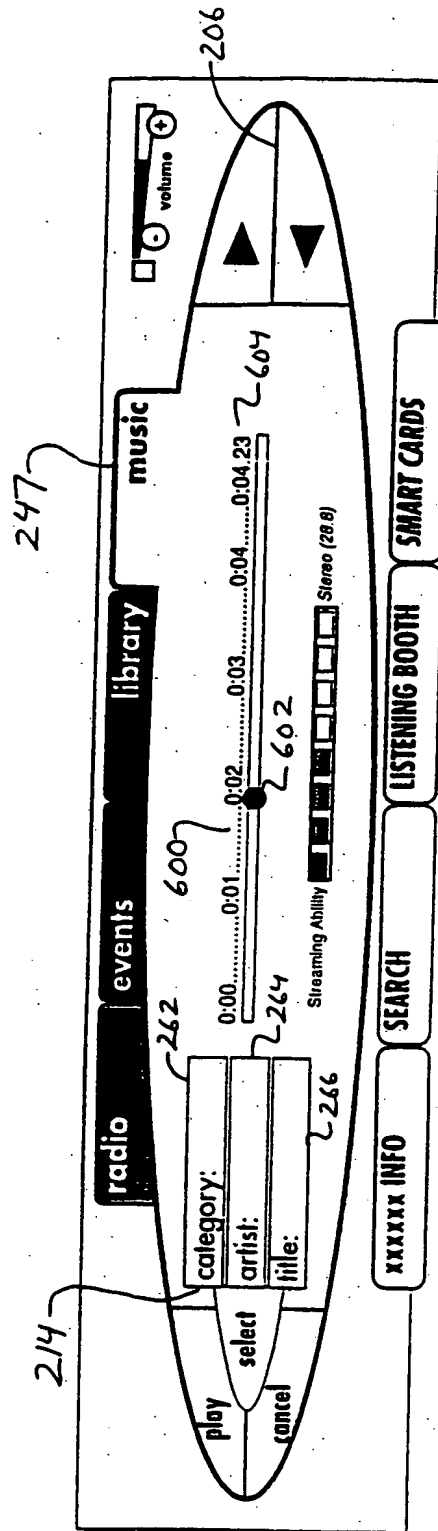 247
206
radio
events
library
music
volume
- +
214
262
600
604
play
select
cancel
category:
artist:
title:
0:00........0:01..........0:02..........0:03..........0:04......0:04.23
264
602
266
Streaming Ability
Stereo (28.8)
xxxxxx INFO
SEARCH
LISTENING BOOTH
SMART CARDS